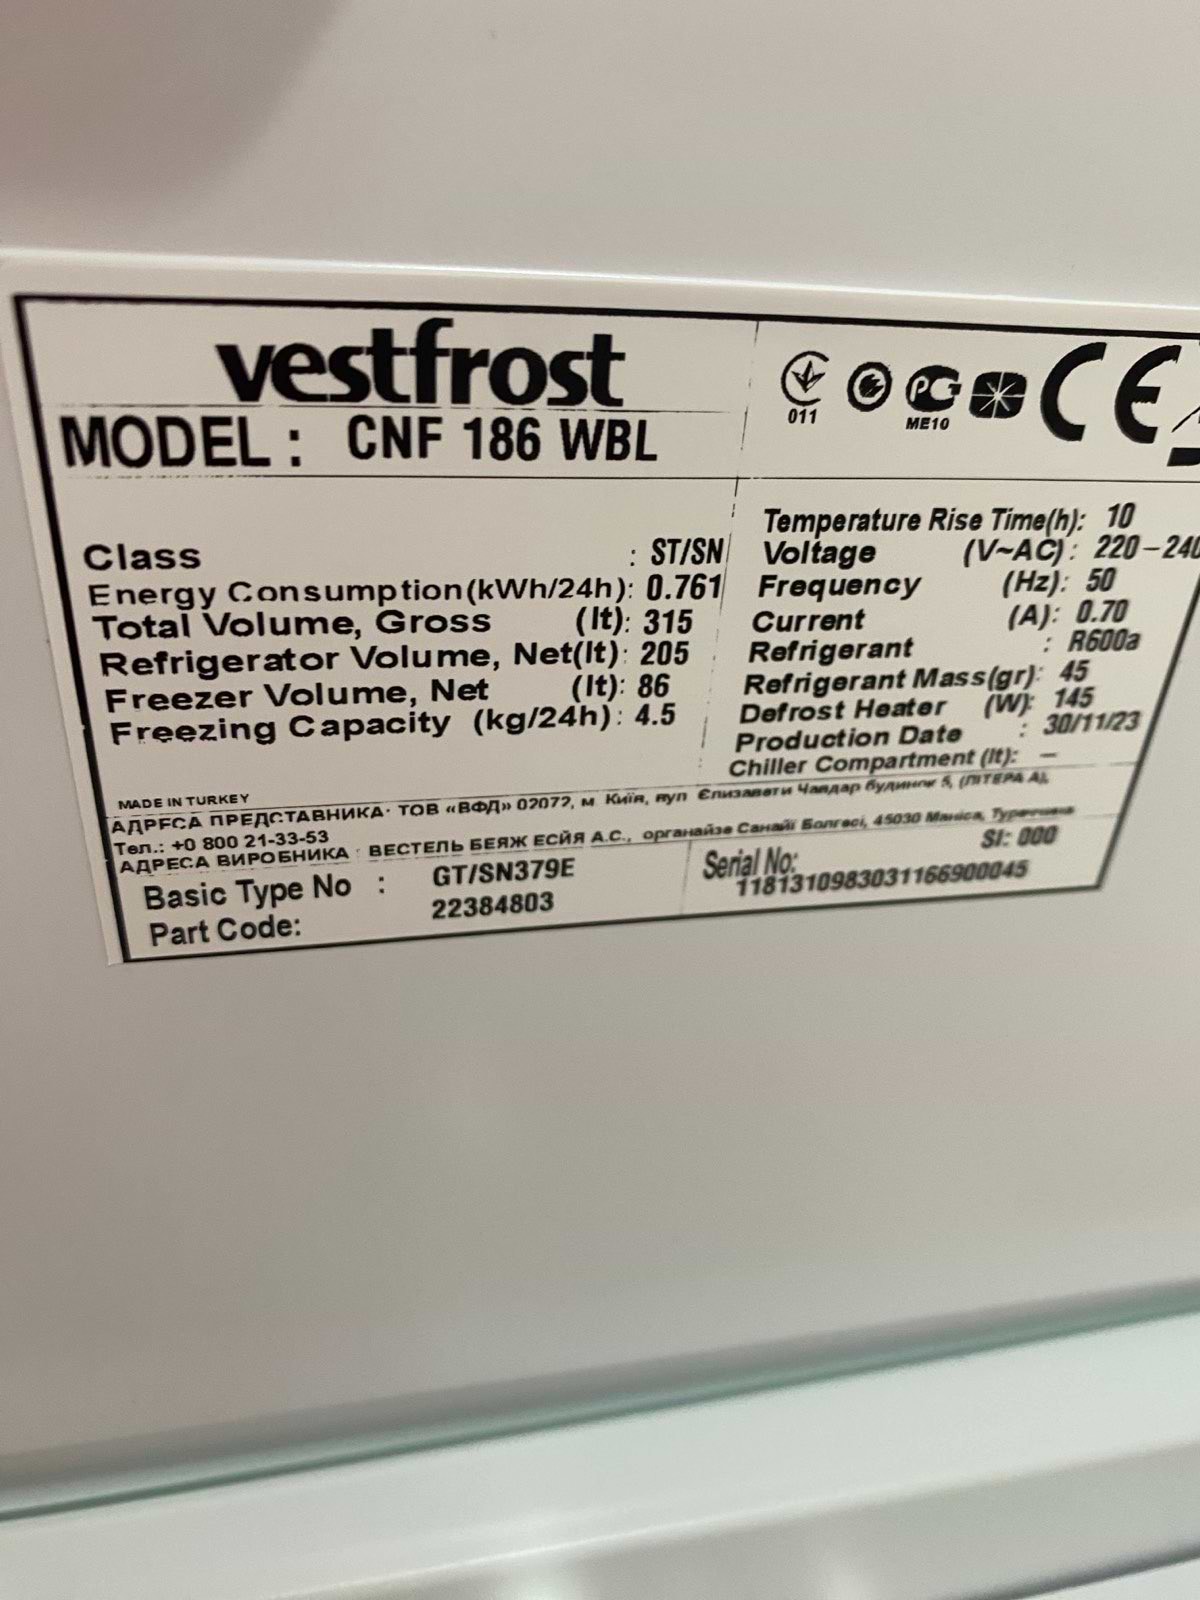 vestfrost
MODEL : CNF 186 WBL
011
PG
ME10
CE
Class : ST/SN
Energy Consumption(kWh/24h): 0.761
Total Volume, Gross (lt): 315
Refrigerator Volume, Net(lt): 205
Freezer Volume, Net (lt): 86
Freezing Capacity (kg/24h): 4.5
Temperature Rise Time(h): 10
Voltage (V~AC): 220-240
Frequency (Hz): 50
Current (A): 0.70
Refrigerant : R600a
Refrigerant Mass(gr): 45
Defrost Heater (W): 145
Production Date : 30/11/23
Chiller Compartment (lt): –
MADE IN TURKEY
АДРЕСА ПРЕДСТАВНИКА: ТОВ «ВФД» 02072, м Київ, вул Єлизавети Чавдар будинок 5, (ЛІТЕРА А),
Тел.: +0 800 21-33-53
АДРЕСА ВИРОБНИКА : ВЕСТЕЛЬ БЕЯЖ ЕСЙЯ А.С., органайзе Санайї Болгесі, 45030 Маніса, Туреччина
Basic Type No : GT/SN379E
Part Code: 22384803
SI: 000
Serial No:
1181310983031166900045